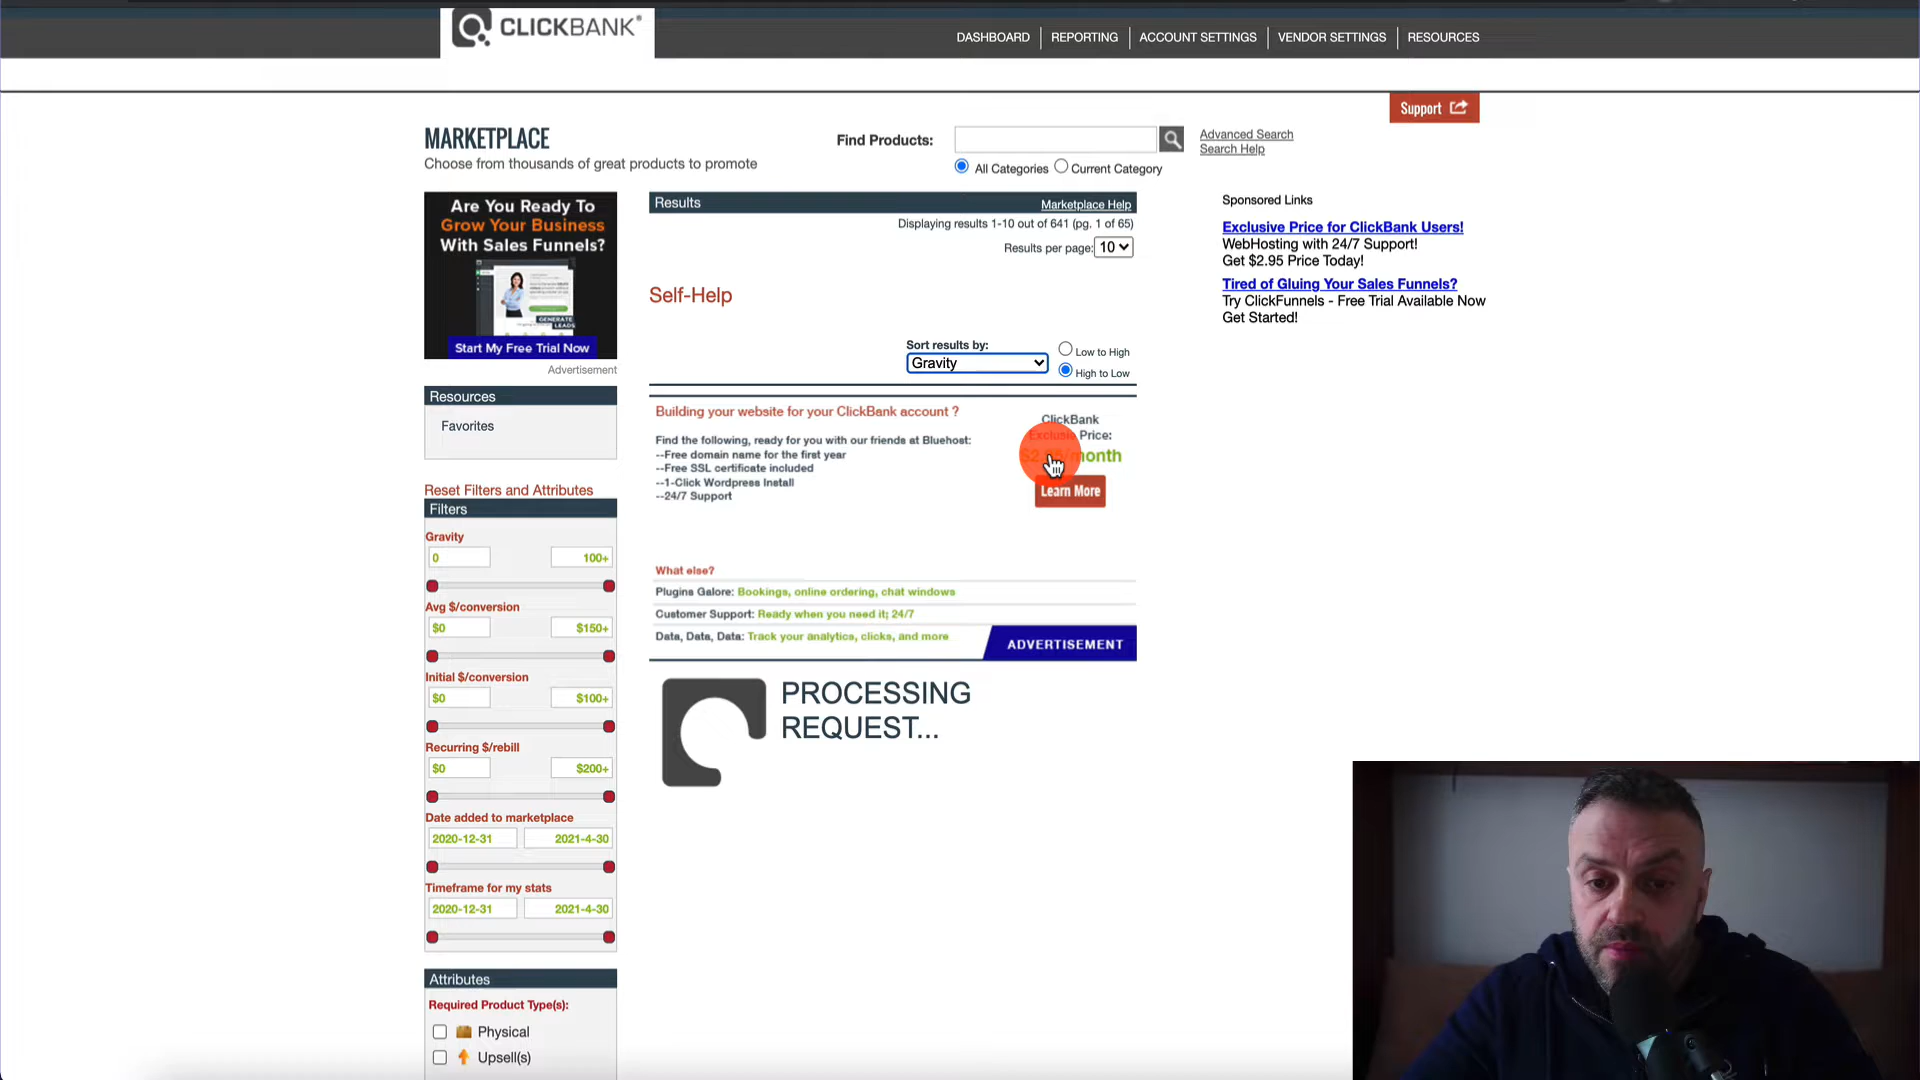 CLICKBANK®
DASHBOARD
REPORTING
ACCOUNT SETTINGS
VENDOR SETTINGS
RESOURCES
Support
MARKETPLACE
Choose from thousands of great products to promote
Find Products:
Advanced Search
Search Help
All Categories
Current Category
Are You Ready To
Grow Your Business
With Sales Funnels?
GENERATE
LEADS
Start My Free Trial Now
Advertisement
Resources
Favorites
Reset Filters and Attributes
Filters
Gravity
0
100+
Avg $/conversion
$0
$150+
Initial $/conversion
$0
$100+
Recurring $/rebill
$0
$200+
Date added to marketplace
2020-12-31
2021-4-30
Timeframe for my stats
2020-12-31
2021-4-30
Attributes
Required Product Type(s):
Physical
Upsell(s)
Results
Marketplace Help
Displaying results 1-10 out of 641 (pg. 1 of 65)
Results per page: 10
Self-Help
Sort results by:
Gravity
Low to High
High to Low
Building your website for your ClickBank account ?
Find the following, ready for you with our friends at Bluehost:
--Free domain name for the first year
--Free SSL certificate included
--1-Click Wordpress Install
--24/7 Support
ClickBank
Price:
/month
Learn More
What else?
Plugins Galore: Bookings, online ordering, chat windows
Customer Support: Ready when you need it; 24/7
Data, Data, Data: Track your analytics, clicks, and more
ADVERTISEMENT
PROCESSING
REQUEST...
Sponsored Links
Exclusive Price for ClickBank Users!
WebHosting with 24/7 Support!
Get $2.95 Price Today!
Tired of Gluing Your Sales Funnels?
Try ClickFunnels - Free Trial Available Now
Get Started!